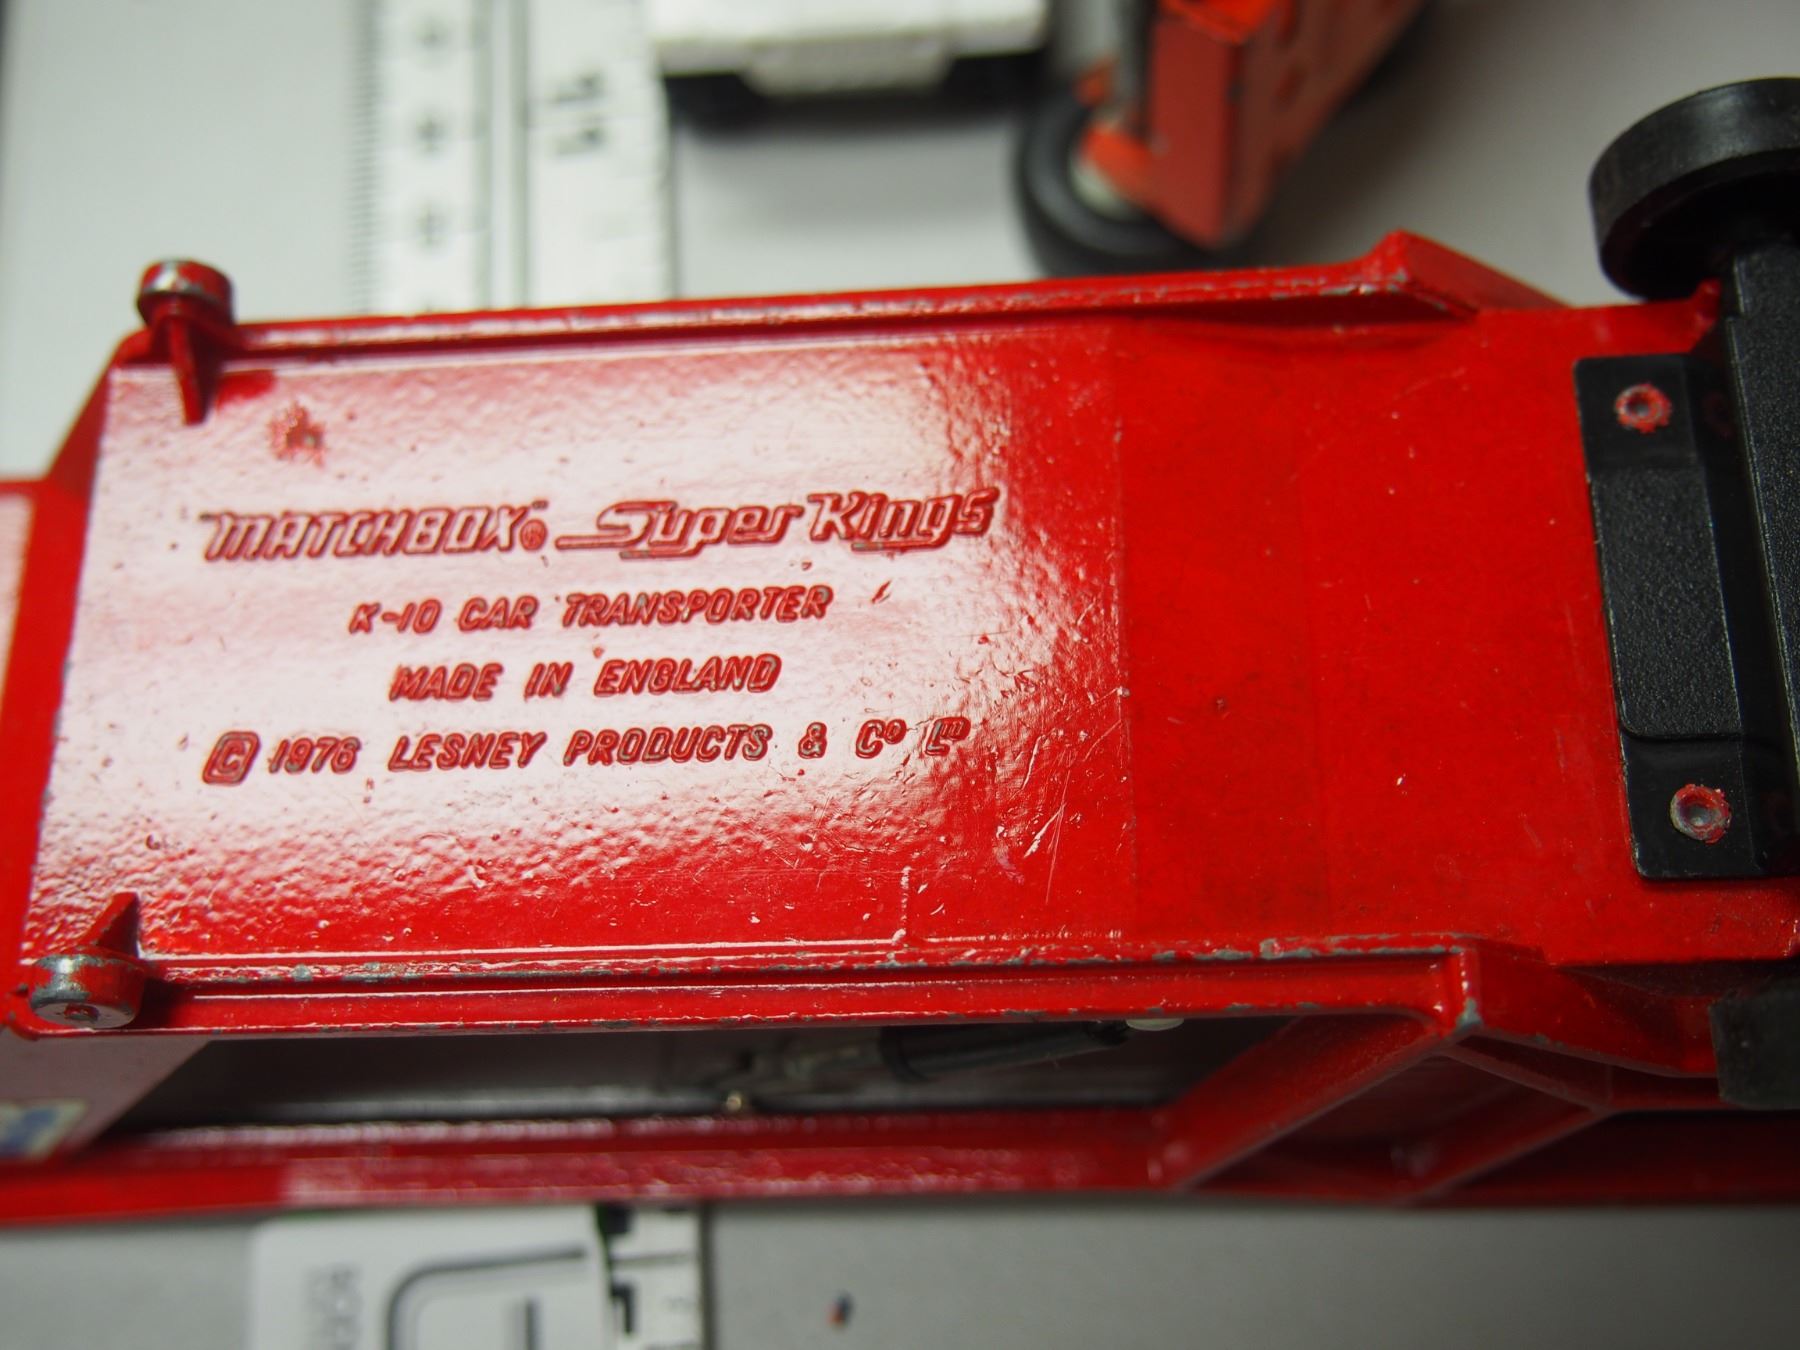 "MATCHBOX"® Super Kings
K-10 CAR TRANSPORTER
MADE IN ENGLAND
© 1976 LESNEY PRODUCTS & Cº Lᵀᴰ